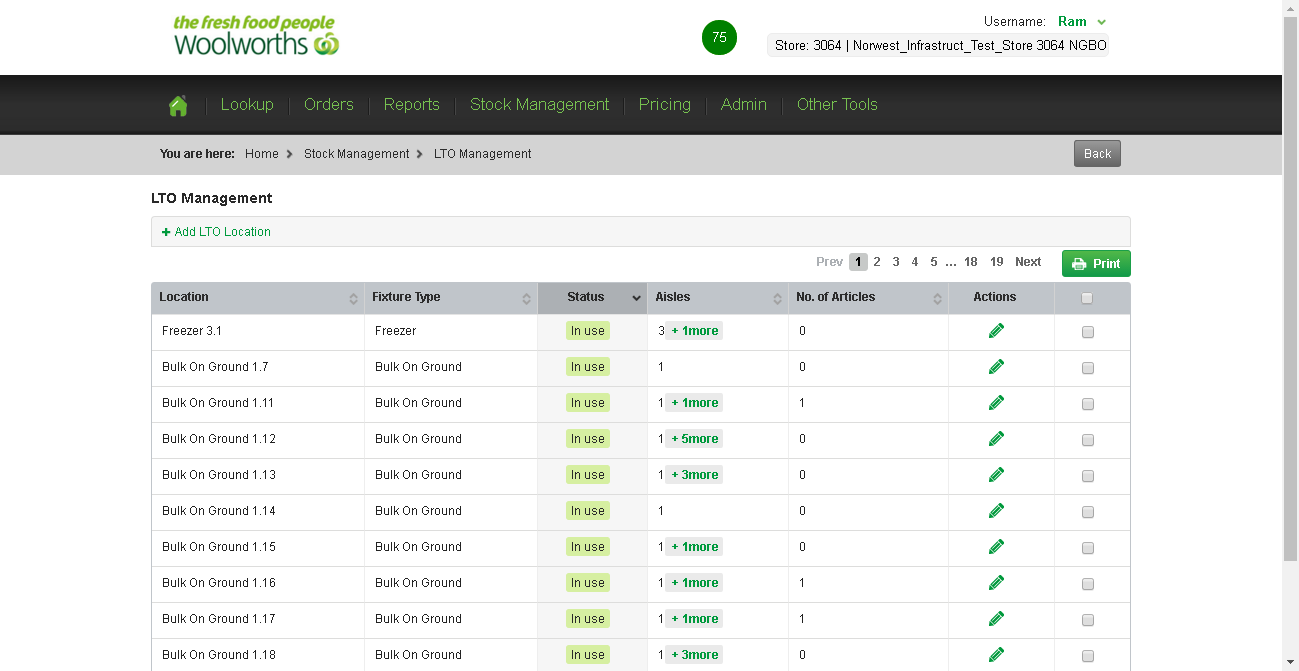 the fresh food people
Woolworths
75
Username: Ram
Store: 3064 | Norwest_Infrastruct_Test_Store 3064 NGBO
Lookup Orders Reports Stock Management Pricing Admin Other Tools
You are here: Home Stock Management LTO Management
Back
LTO Management
+ Add LTO Location
Prev 1 2 3 4 5 ... 18 19 Next Print
Location Fixture Type Status Aisles No. of Articles Actions
Freezer 3.1 Freezer In use 3 + 1more 0
Bulk On Ground 1.7 Bulk On Ground In use 1 0
Bulk On Ground 1.11 Bulk On Ground In use 1 + 1more 1
Bulk On Ground 1.12 Bulk On Ground In use 1 + 5more 0
Bulk On Ground 1.13 Bulk On Ground In use 1 + 3more 0
Bulk On Ground 1.14 Bulk On Ground In use 1 0
Bulk On Ground 1.15 Bulk On Ground In use 1 + 1more 0
Bulk On Ground 1.16 Bulk On Ground In use 1 + 1more 1
Bulk On Ground 1.17 Bulk On Ground In use 1 + 1more 1
Bulk On Ground 1.18 Bulk On Ground In use 1 + 3more 0